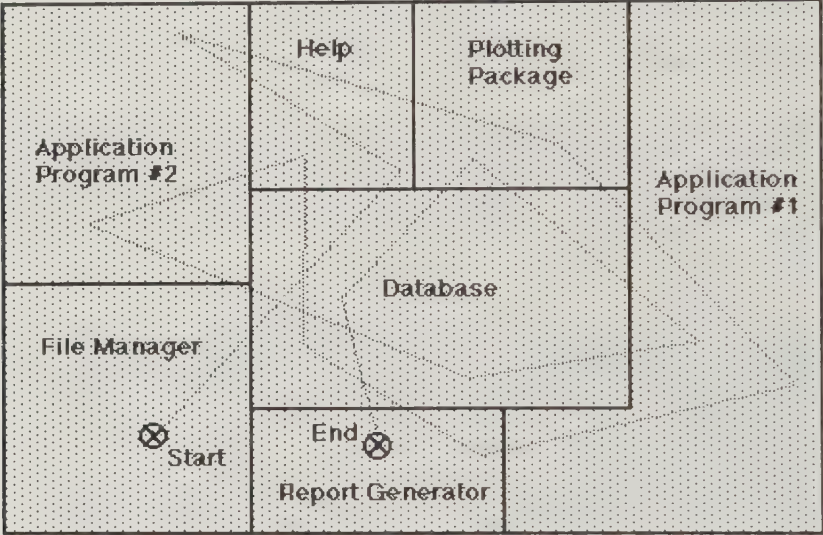 Help
Plotting
Package
Application
Program #2
Application
Program #1
Database
File Manager
Start
End
Report Generator